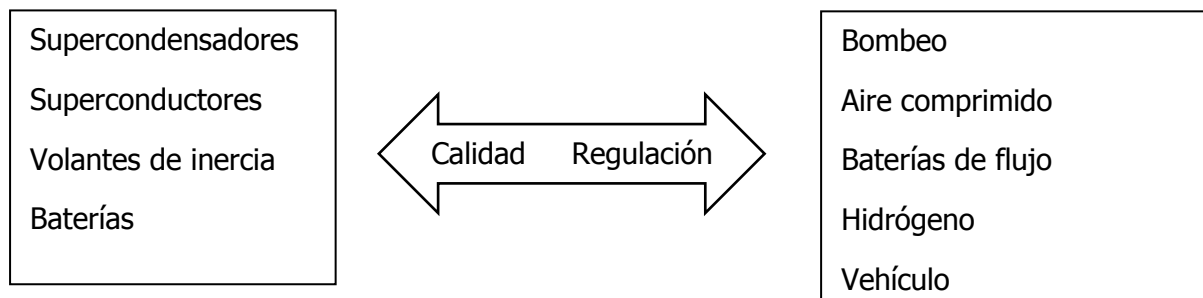 Supercondensadores
Superconductores
Volantes de inercia
Baterías
Calidad Regulación
Bombeo
Aire comprimido
Baterías de flujo
Hidrógeno
Vehículo